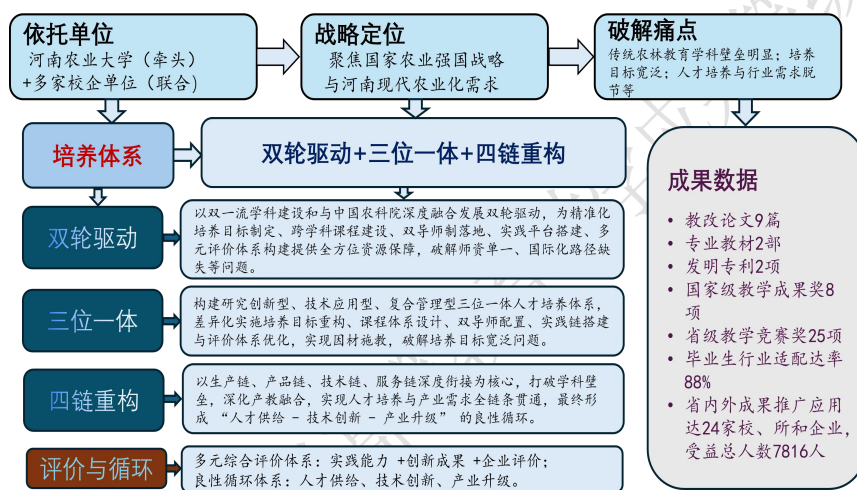 依托单位
河南农业大学（牵头）
+多家校企单位（联合)
战略定位
聚焦国家农业强国战略
与河南现代农业化需求
破解痛点
传统农林教育学科壁垒明显；培养
目标宽泛；人才培养与行业需求脱
节等
培养体系
双轮驱动+三位一体+四链重构
双轮驱动
以双一流学科建设和与中国农科院深度融合发展双轮驱动，为精准化
培养目标制定、跨学科课程建设、双导师制落地、实践平台搭建、多
元评价体系构建提供全方位资源保障，破解师资单一、国际化路径缺
失等问题。
三位一体
构建研究创新型、技术应用型、复合管理型三位一体人才培养体系，
差异化实施培养目标重构、课程体系设计、双导师配置、实践链搭建
与评价体系优化，实现因材施教，破解培养目标宽泛问题。
四链重构
以生产链、产品链、技术链、服务链深度衔接为核心，打破学科壁
垒，深化产教融合，实现人才培养与产业需求全链条贯通，最终形
成 “人才供给 - 技术创新 - 产业升级” 的良性循环。
评价与循环
多元综合评价体系：实践能力 +创新成果 +企业评价；
良性循环体系：人才供给、技术创新、产业升级。
成果数据
• 教改论文9篇
• 专业教材2部
• 发明专利2项
• 国家级教学成果奖8
项
• 省级教学竞赛奖25项
• 毕业生行业适配达率
88%
• 省内外成果推广应用
达24家校、所和企业，
受益总人数7816人